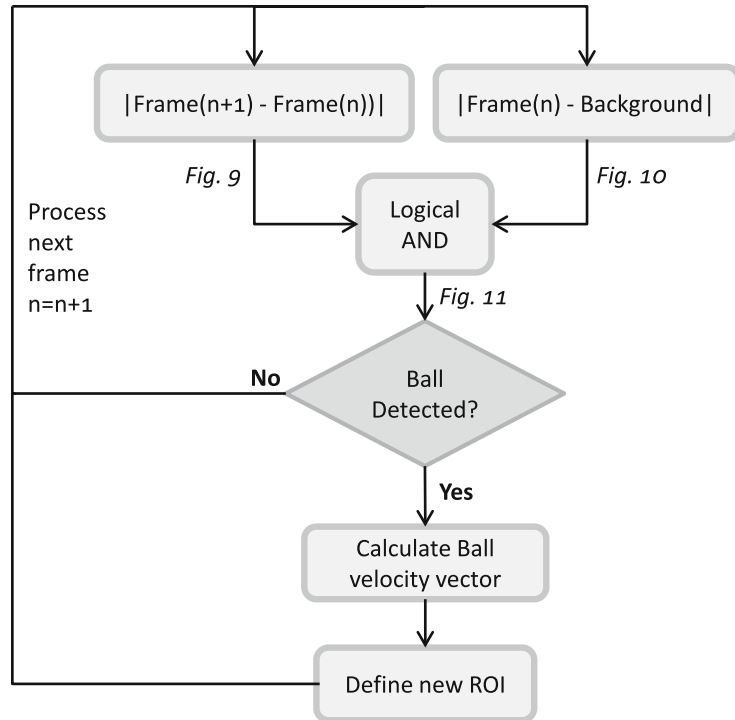 |Frame(n+1) - Frame(n))|
|Frame(n) - Background|
Fig. 9
Fig. 10
Process
next
frame
n=n+1
Logical
AND
Fig. 11
No
Ball
Detected?
Yes
Calculate Ball
velocity vector
Define new ROI